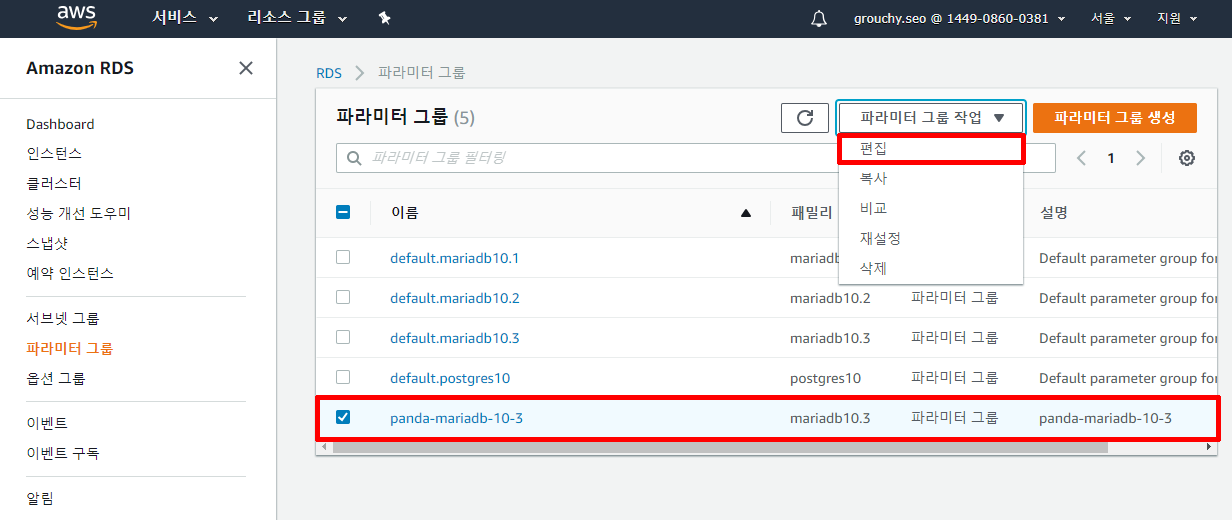 aws 서비스 리소스 그룹 grouchy.seo @ 1449-0860-0381 서울 지원
Amazon RDS
Dashboard
인스턴스
클러스터
성능 개선 도우미
스냅샷
예약 인스턴스
서브넷 그룹
파라미터 그룹
옵션 그룹
이벤트
이벤트 구독
알림
RDS 파라미터 그룹
파라미터 그룹 (5) 파라미터 그룹 작업 파라미터 그룹 생성
파라미터 그룹 필터링 1
편집
복사
비교
재설정
삭제
이름 패밀리 설명
default.mariadb10.1 mariadb Default parameter group for
default.mariadb10.2 mariadb10.2 파라미터 그룹 Default parameter group for
default.mariadb10.3 mariadb10.3 파라미터 그룹 Default parameter group for
default.postgres10 postgres10 파라미터 그룹 Default parameter group for
panda-mariadb-10-3 mariadb10.3 파라미터 그룹 panda-mariadb-10-3